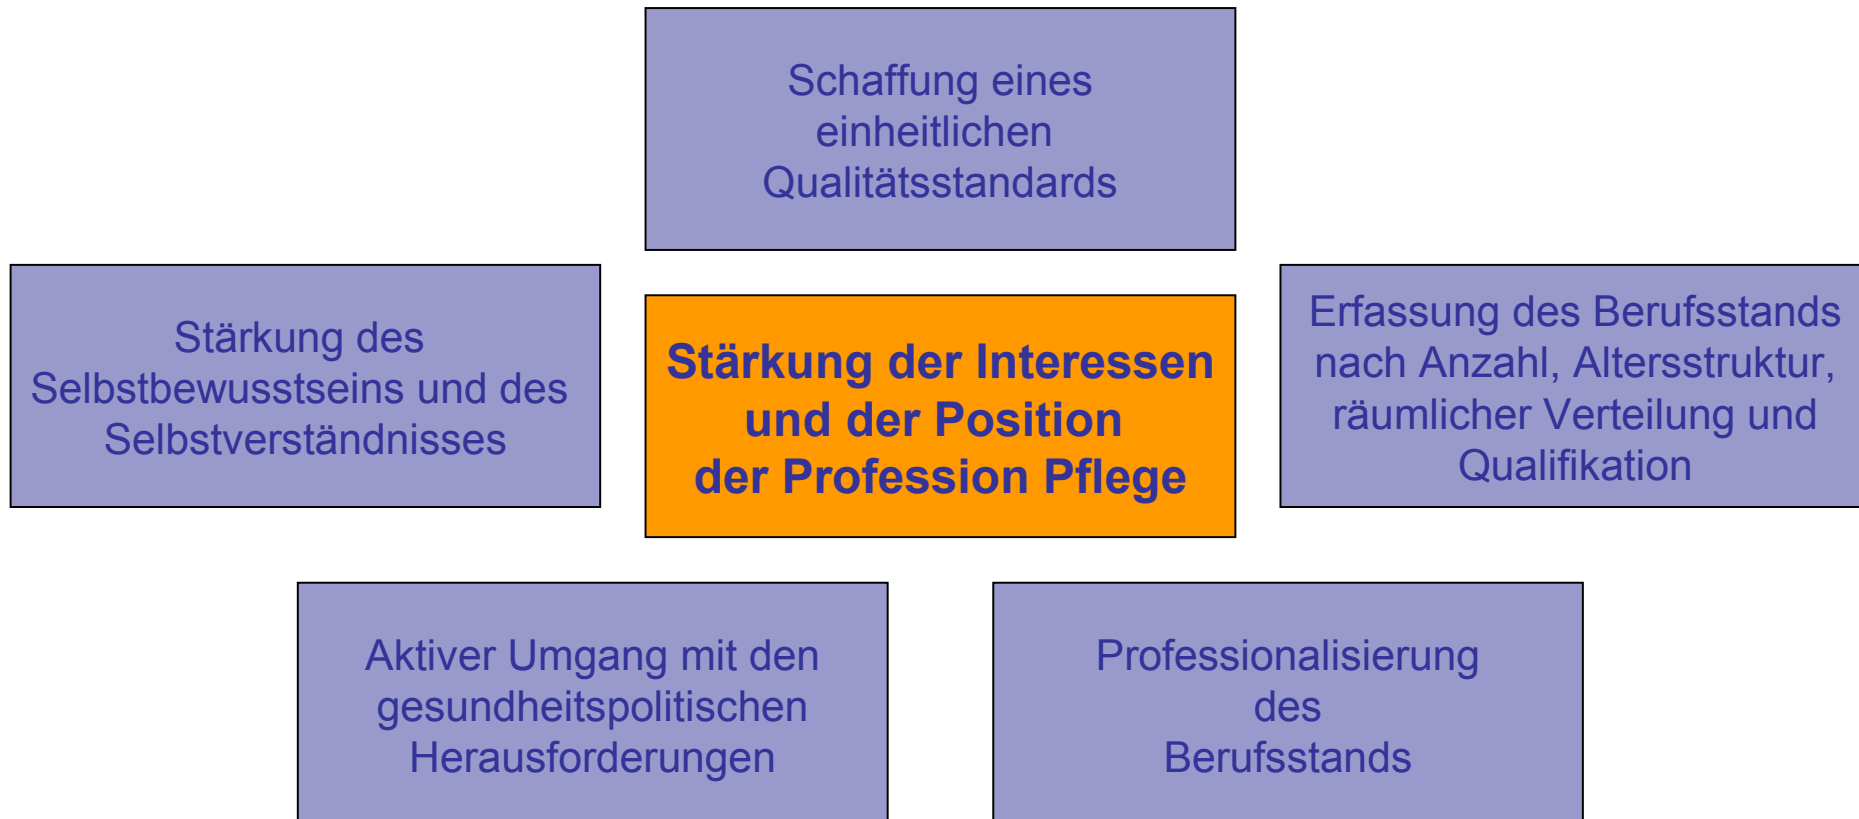 Schaffung eines
einheitlichen
Qualitätsstandards
Stärkung des
Selbstbewusstseins und des
Selbstverständnisses
Stärkung der Interessen
und der Position
der Profession Pflege
Erfassung des Berufsstands
nach Anzahl, Altersstruktur,
räumlicher Verteilung und
Qualifikation
Aktiver Umgang mit den
gesundheitspolitischen
Herausforderungen
Professionalisierung
des
Berufsstands